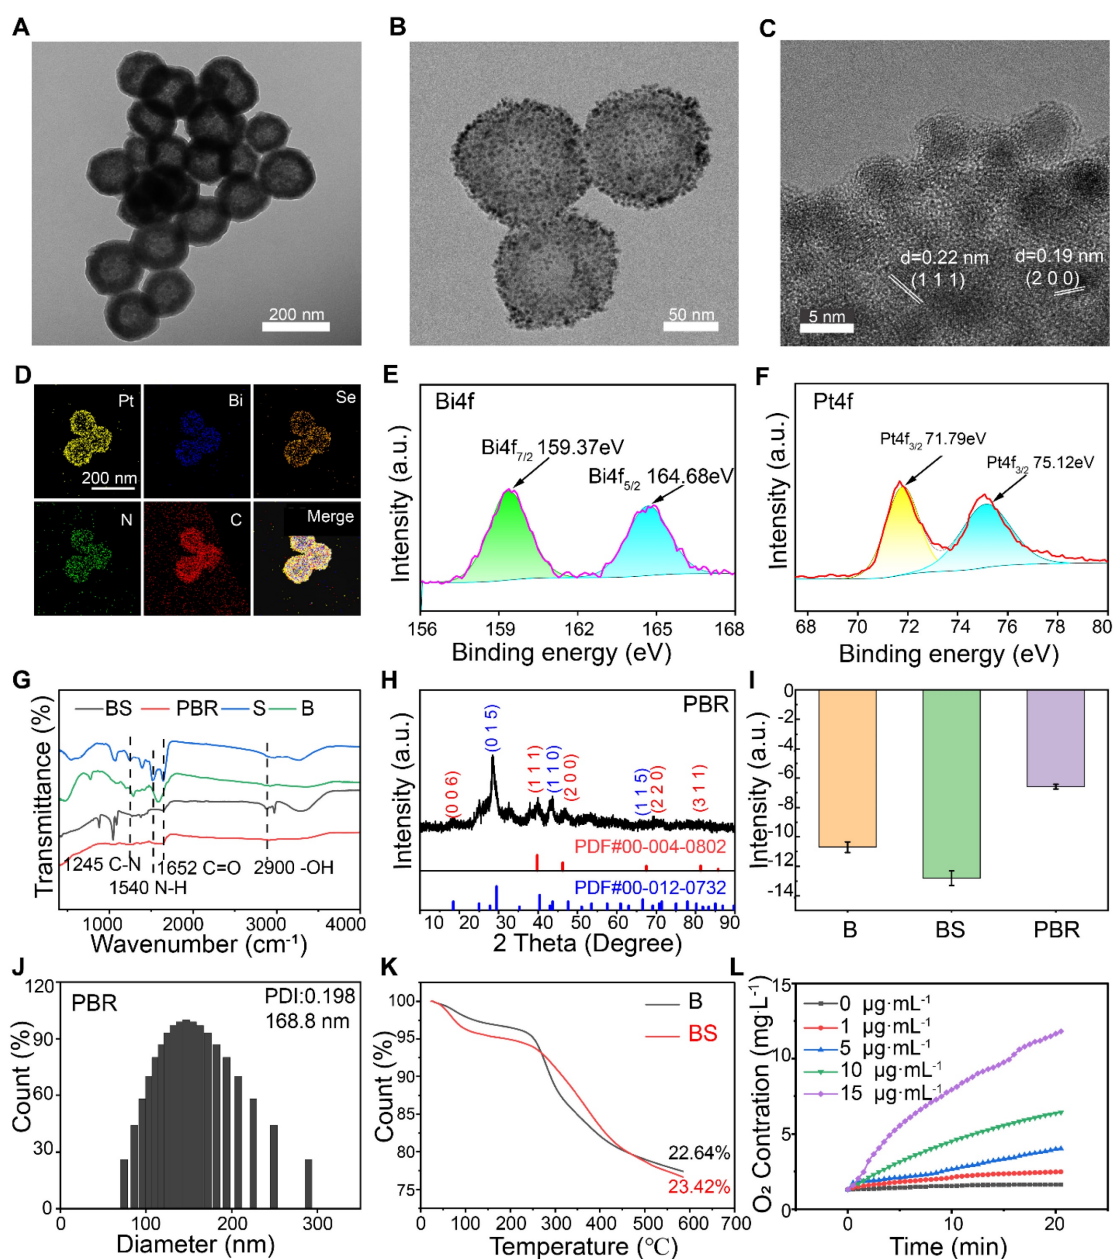 A
200 nm
B
50 nm
C
d=0.22 nm
(1 1 1)
d=0.19 nm
(2 0 0)
5 nm
D
Pt
Bi
Se
200 nm
N
C
Merge
E
Bi4f
Bi4f7/2 159.37eV
Bi4f5/2 164.68eV
Intensity (a.u.)
156 159 162 165 168
Binding energy (eV)
F
Pt4f
Pt4f3/2 71.79eV
Pt4f3/2 75.12eV
Intensity (a.u.)
68 70 72 74 76 78 80
Binding energy (eV)
G
BS PBR S B
Transmittance (%)
1245 C-N
1652 C=O
2900 -OH
1540 N-H
1000 2000 3000 4000
Wavenumber (cm-1)
H
PBR
Intensity (a.u.)
(0 0 6)
(0 1 5)
(1 1 1)
(1 1 0)
(2 0 0)
(1 1 5)
(2 2 0)
(3 1 1)
PDF#00-004-0802
PDF#00-012-0732
10 20 30 40 50 60 70 80 90
2 Theta (Degree)
I
Intensity (a.u.)
0
-2
-4
-6
-8
-10
-12
-14
B BS PBR
J
PBR
PDI:0.198
168.8 nm
Count (%)
120
90
60
30
0
0 100 200 300
Diameter (nm)
K
B
BS
Count (%)
100
95
90
85
80
75
22.64%
23.42%
0 100 200 300 400 500 600 700
Temperature (℃)
L
0 µg·mL-1
1 µg·mL-1
5 µg·mL-1
10 µg·mL-1
15 µg·mL-1
O₂ Contration (mg·L-1)
15
10
5
0
0 10 20
Time (min)